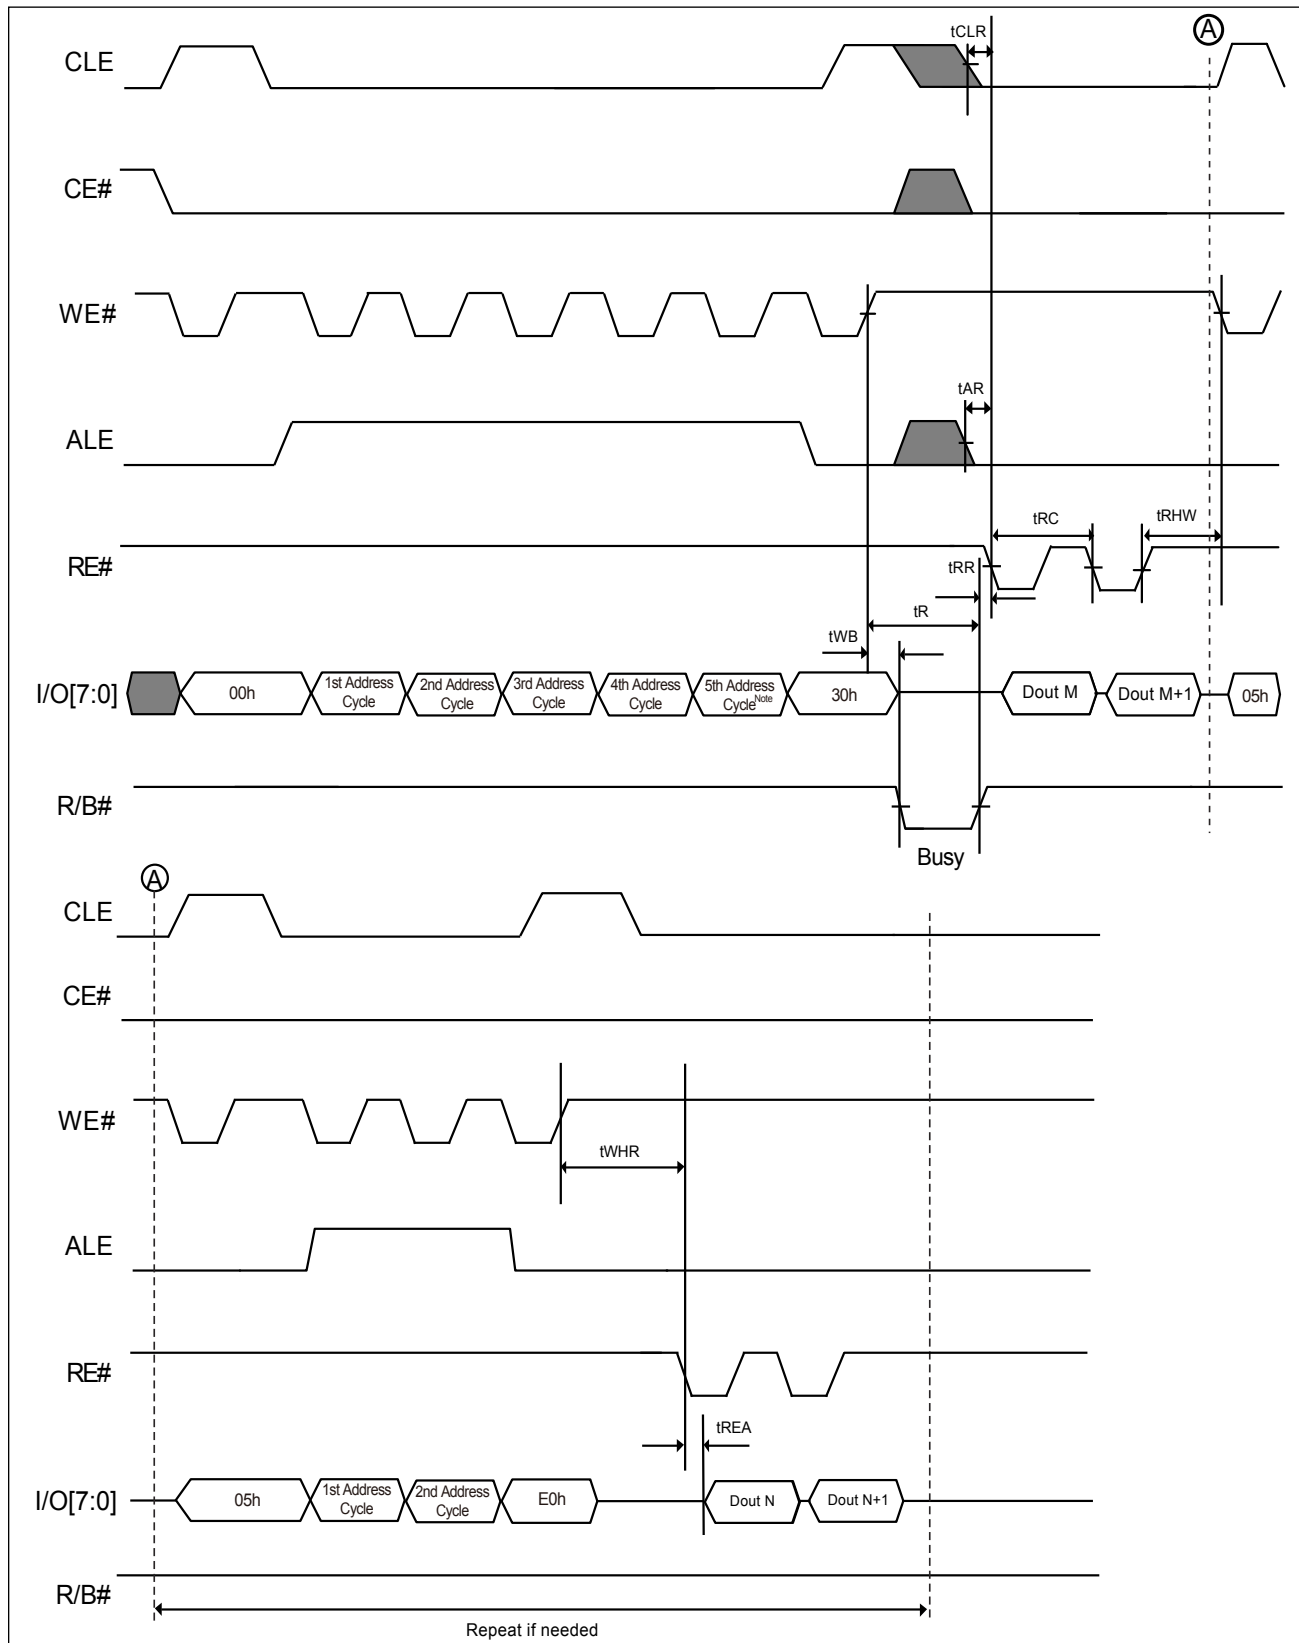 tCLR
A
CLE
CE#
WE#
tAR
ALE
tRC
tRHW
RE#
tRR
tR
tWB
I/O[7:0]
00h
1st Address Cycle
2nd Address Cycle
3rd Address Cycle
4th Address Cycle
5th Address CycleNote
30h
Dout M
Dout M+1
05h
R/B#
Busy
A
CLE
CE#
WE#
tWHR
ALE
RE#
tREA
I/O[7:0]
05h
1st Address Cycle
2nd Address Cycle
E0h
Dout N
Dout N+1
R/B#
Repeat if needed